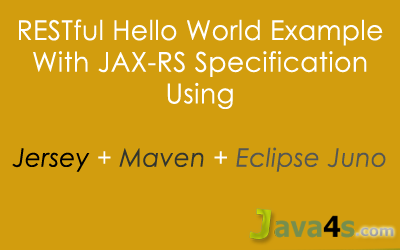 RESTful Hello World Example
With JAX-RS Specification
Using
Jersey + Maven + Eclipse Juno
Java4s.com